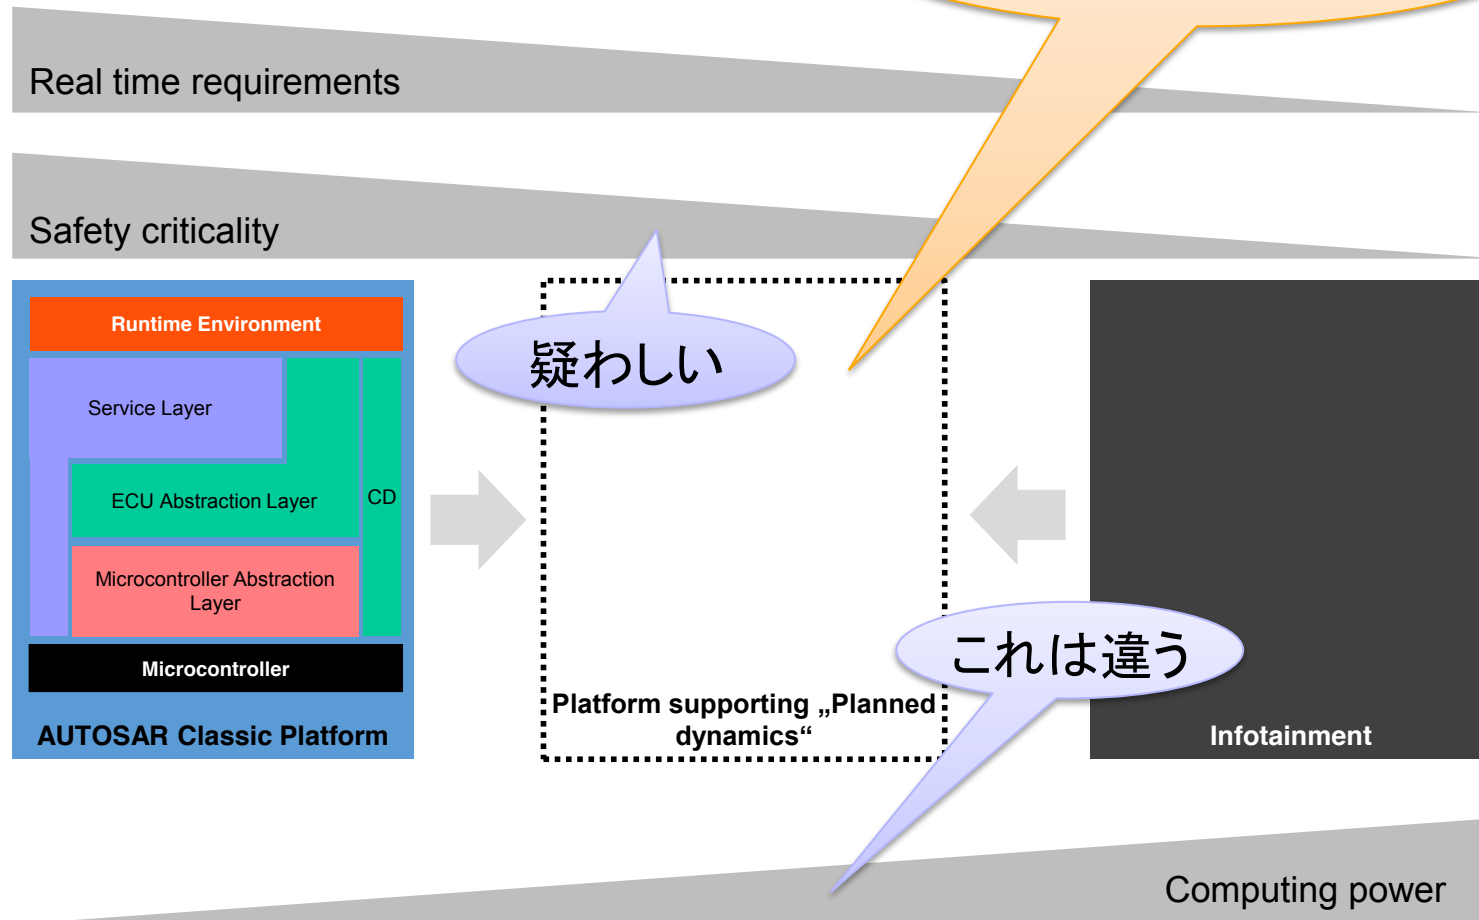 Real time requirements
Safety criticality
Runtime Environment
Service Layer
ECU Abstraction Layer
CD
Microcontroller Abstraction
Layer
Microcontroller
AUTOSAR Classic Platform
疑わしい
Platform supporting „Planned
dynamics“
これは違う
Infotainment
Computing power